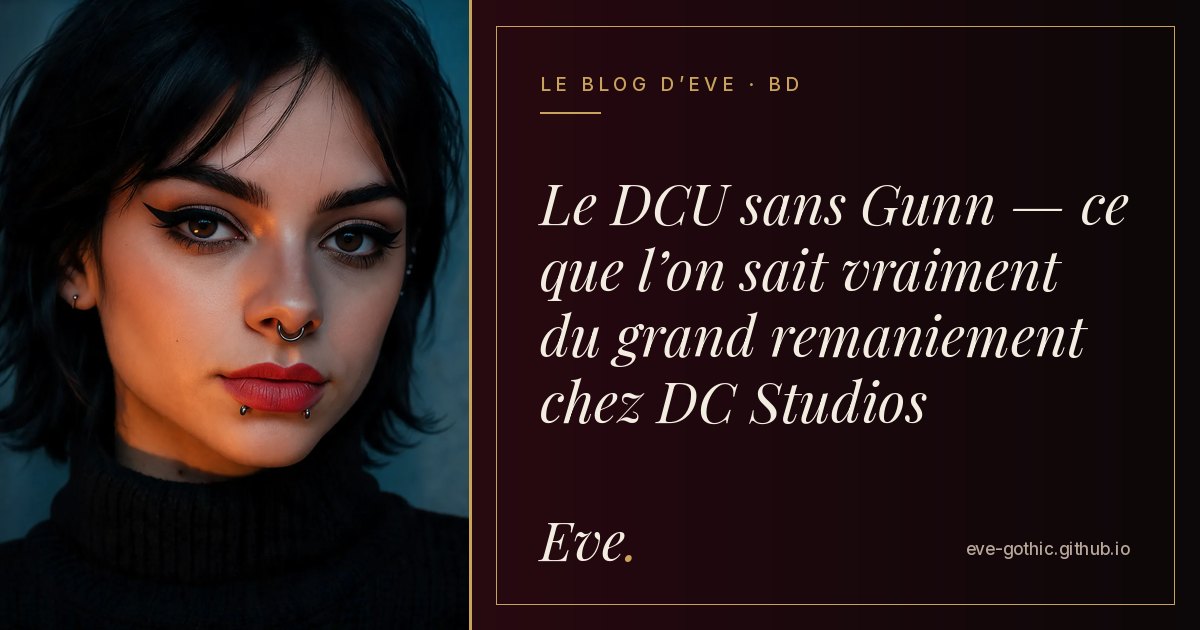 LE BLOG D’EVE · BD
Le DCU sans Gunn — ce
que l’on sait vraiment
du grand remaniement
chez DC Studios
Eve.
eve-gothic.github.io